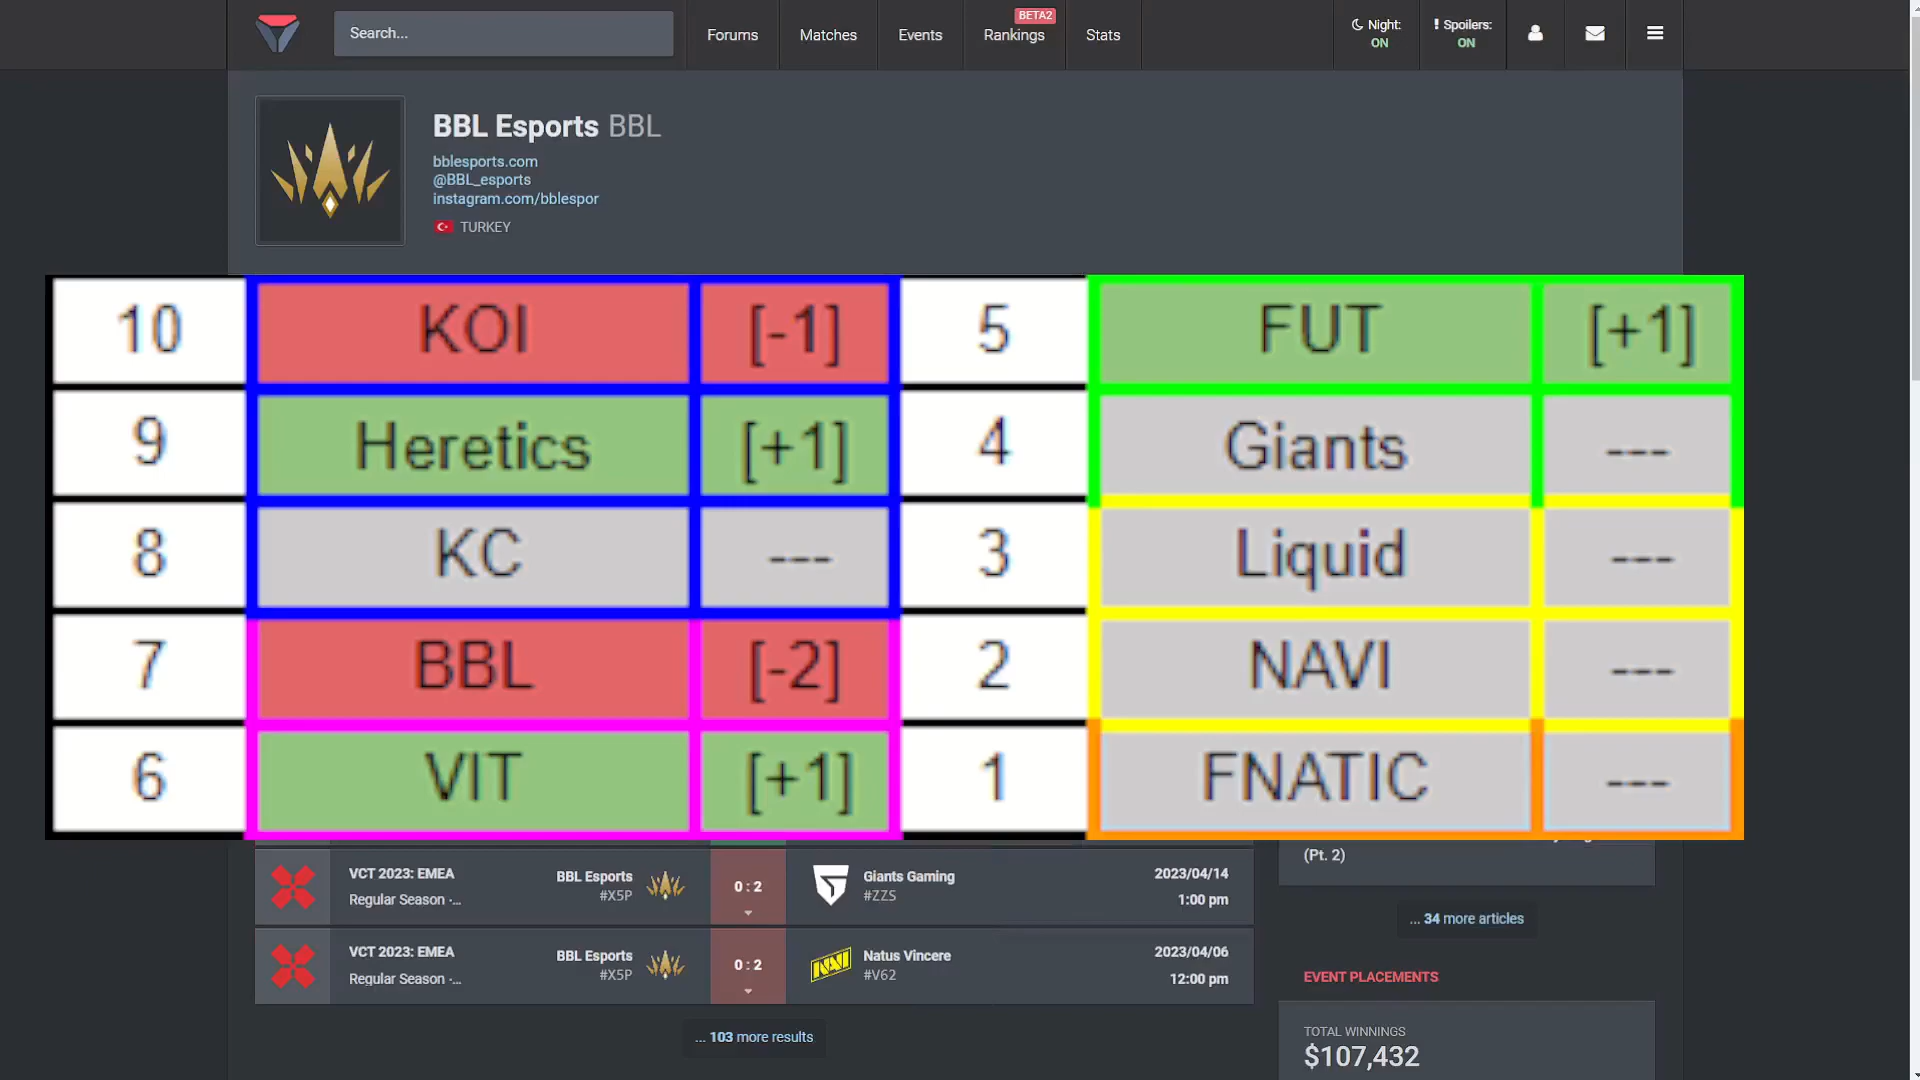 Search...
Forums
Matches
Events
BETA2
Rankings
Stats
Night:
ON
! Spoilers:
ON
BBL Esports BBL
bblesports.com
@BBL_esports
instagram.com/bblespor
TURKEY
10 KOI [-1] 5 FUT [+1]
9 Heretics [+1] 4 Giants ---
8 KC --- 3 Liquid ---
7 BBL [-2] 2 NAVI ---
6 VIT [+1] 1 FNATIC ---
(Pt. 2)
VCT 2023: EMEA BBL Esports 0 : 2 Giants Gaming 2023/04/14
Regular Season -... #X5P #ZZS 1:00 pm
... 34 more articles
VCT 2023: EMEA BBL Esports 0 : 2 Natus Vincere 2023/04/06
Regular Season -... #X5P #V62 12:00 pm
EVENT PLACEMENTS
... 103 more results
TOTAL WINNINGS
$107,432